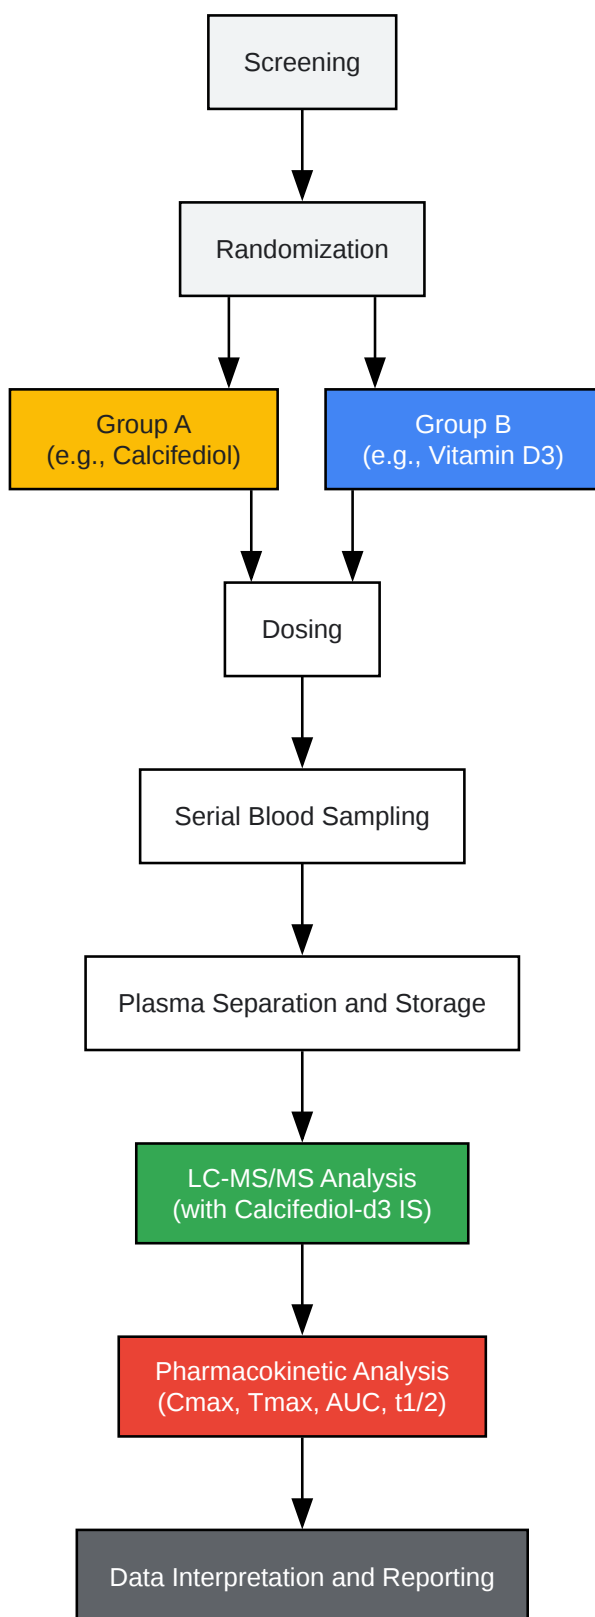 Screening
Randomization
Group A
(e.g., Calcifediol)
Group B
(e.g., Vitamin D3)
Dosing
Serial Blood Sampling
Plasma Separation and Storage
LC-MS/MS Analysis
(with Calcifediol-d3 IS)
Pharmacokinetic Analysis
(Cmax, Tmax, AUC, t1/2)
Data Interpretation and Reporting